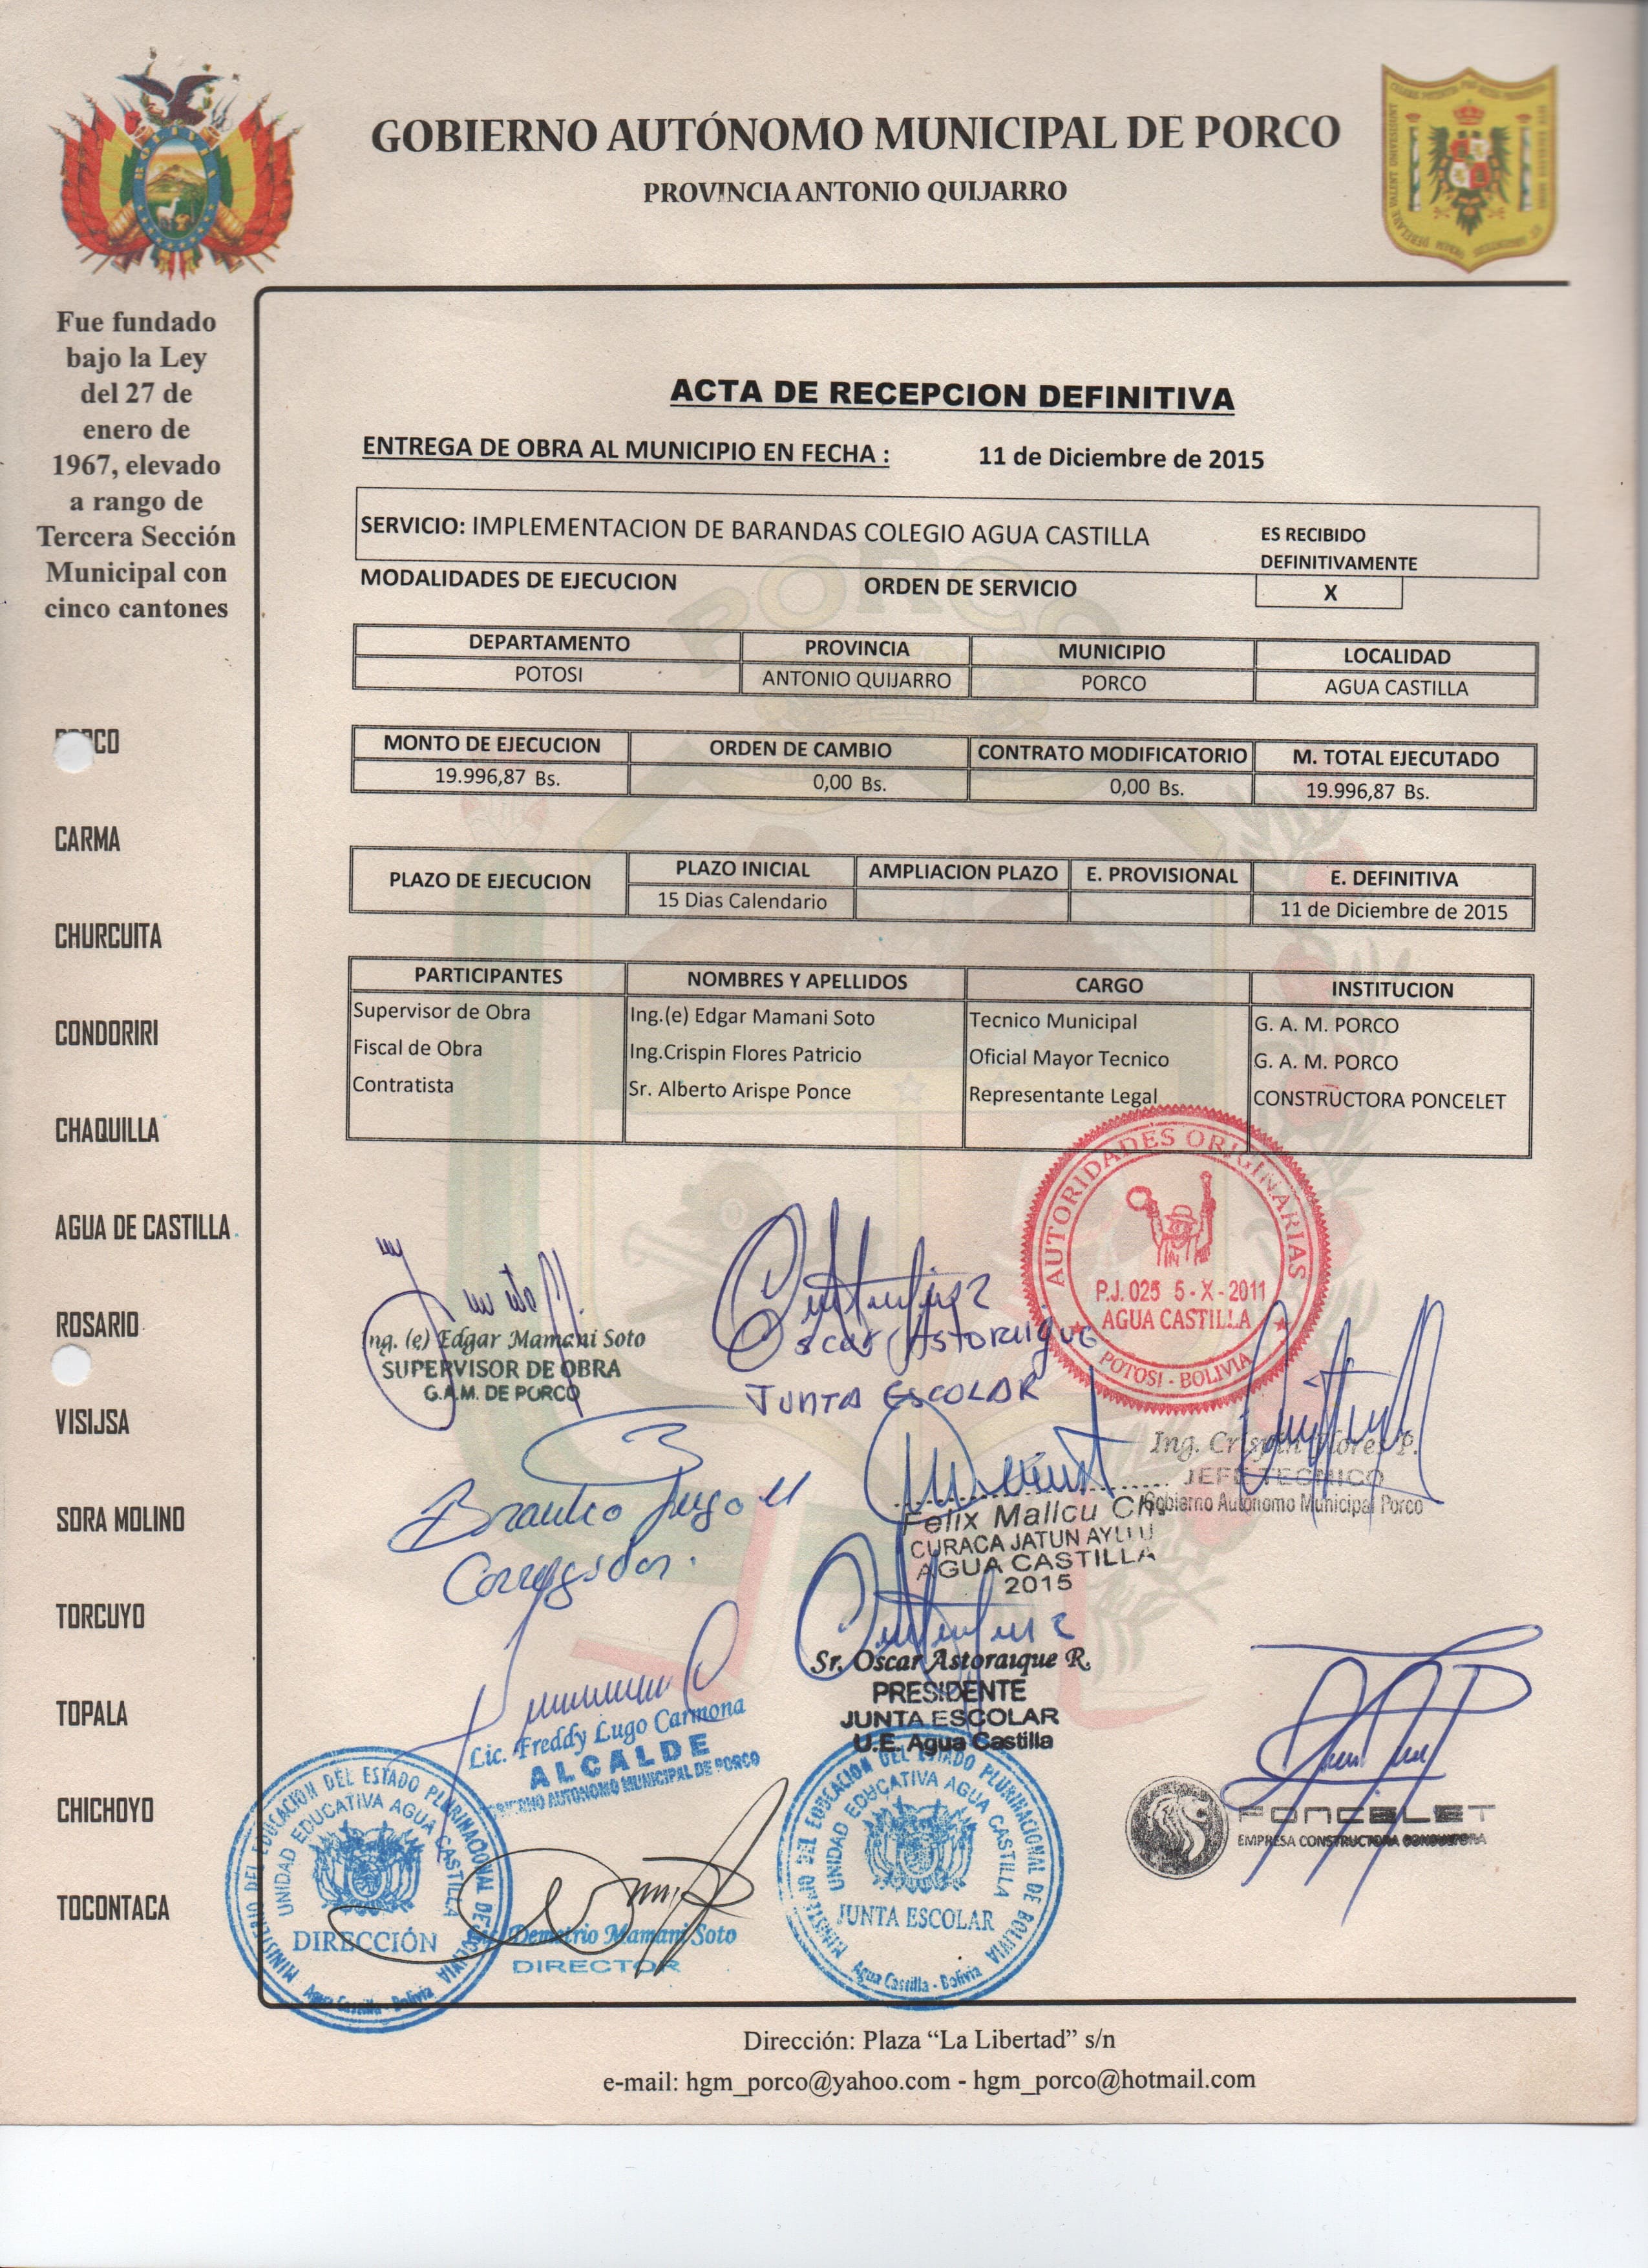 GOBIERNO AUTÓNOMO MUNICIPAL DE PORCO
PROVINCIA ANTONIO QUIJARRO
Fue fundado
bajo la Ley
del 27 de
enero de
1967, elevado
a rango de
Tercera Sección
Municipal con
cinco cantones
PORCO
CARMA
CHURCUITA
CONDORIRI
CHAQUILLA
AGUA DE CASTILLA
ROSARIO
VISIJSA
SORA MOLINO
TORCUYO
TOPALA
CHICHOYO
TOCONTACA
ACTA DE RECEPCION DEFINITIVA
ENTREGA DE OBRA AL MUNICIPIO EN FECHA : 11 de Diciembre de 2015
SERVICIO: IMPLEMENTACION DE BARANDAS COLEGIO AGUA CASTILLA
ES RECIBIDO
DEFINITIVAMENTE
MODALIDADES DE EJECUCION ORDEN DE SERVICIO X
DEPARTAMENTO PROVINCIA MUNICIPIO LOCALIDAD
POTOSI ANTONIO QUIJARRO PORCO AGUA CASTILLA
MONTO DE EJECUCION ORDEN DE CAMBIO CONTRATO MODIFICATORIO M. TOTAL EJECUTADO
19.996,87 Bs. 0,00 Bs. 0,00 Bs. 19.996,87 Bs.
PLAZO DE EJECUCION PLAZO INICIAL AMPLIACION PLAZO E. PROVISIONAL E. DEFINITIVA
15 Dias Calendario 11 de Diciembre de 2015
PARTICIPANTES NOMBRES Y APELLIDOS CARGO INSTITUCION
Supervisor de Obra Ing.(e) Edgar Mamani Soto Tecnico Municipal G. A. M. PORCO
Fiscal de Obra Ing.Crispin Flores Patricio Oficial Mayor Tecnico G. A. M. PORCO
Contratista Sr. Alberto Arispe Ponce Representante Legal CONSTRUCTORA PONCELET
AUTORIDADES ORIGINARIAS
P.J. 025 5-X-2011
AGUA CASTILLA
POTOSI - BOLIVIA
Ing. (e) Edgar Mamani Soto
SUPERVISOR DE OBRA
G.A.M. DE PORCO
Oscar Astoraique
JUNTA ESCOLAR
Ing. Crispin Flores P.
JEFE TECNICO
Gobierno Autonomo Municipal Porco
Corregidor.
Felix Mallcu Ch.
CURACA JATUN AYLLU
AGUA CASTILLA
2015
Sr. Oscar Astoraique R.
PRESIDENTE
JUNTA ESCOLAR
U.E. Agua Castilla
Lic. Freddy Lugo Carmona
ALCALDE
GOBIERNO AUTONOMO MUNICIPAL DE PORCO
PONCELET
EMPRESA CONSTRUCTORA CONSULTORA
MINISTERIO DEL EDUCACION DEL ESTADO PLURINACIONAL DE BOLIVIA
UNIDAD EDUCATIVA AGUA CASTILLA
DIRECCIÓN
Agua Castilla - Bolivia
Demetrio Mamani Soto
DIRECTOR
MINISTERIO DEL EDUCACION DEL ESTADO PLURINACIONAL DE BOLIVIA
UNIDAD EDUCATIVA AGUA CASTILLA
JUNTA ESCOLAR
Agua Castilla - Bolivia
Dirección: Plaza “La Libertad” s/n
e-mail: hgm_porco@yahoo.com - hgm_porco@hotmail.com